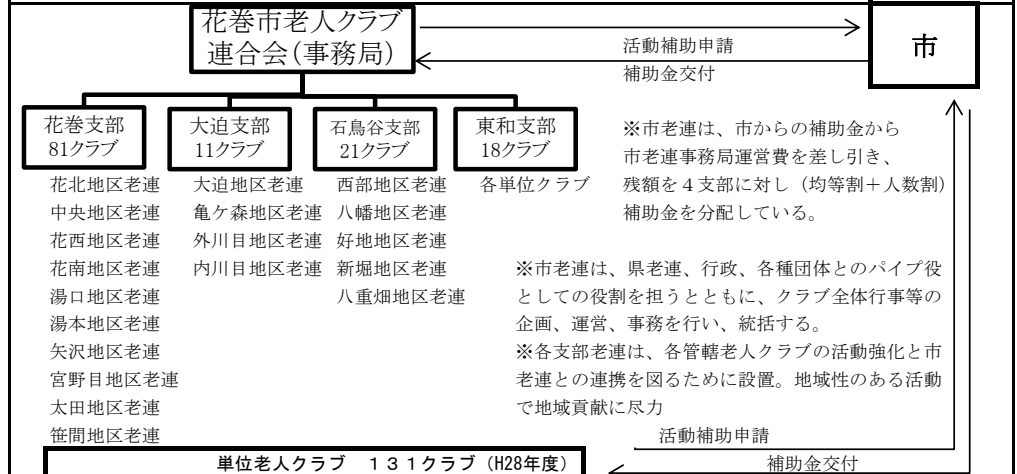 花巻市老人クラブ
連合会(事務局)
活動補助申請
補助金交付
市
花巻支部
81クラブ
大迫支部
11クラブ
石鳥谷支部
21クラブ
東和支部
18クラブ
花北地区老連
中央地区老連
花西地区老連
花南地区老連
湯口地区老連
湯本地区老連
矢沢地区老連
宮野目地区老連
太田地区老連
笹間地区老連
大迫地区老連
亀ケ森地区老連
外川目地区老連
内川目地区老連
西部地区老連
八幡地区老連
好地地区老連
新堀地区老連
八重畑地区老連
各単位クラブ
※市老連は、市からの補助金から
市老連事務局運営費を差し引き、
残額を4支部に対し(均等割+人数割)
補助金を分配している。
※市老連は、県老連、行政、各種団体とのパイプ役
としての役割を担うとともに、クラブ全体行事等の
企画、運営、事務を行い、統括する。
※各支部老連は、各管轄老人クラブの活動強化と市
老連との連携を図るために設置。地域性のある活動
で地域貢献に尽力
活動補助申請
補助金交付
単位老人クラブ 131クラブ(H28年度)